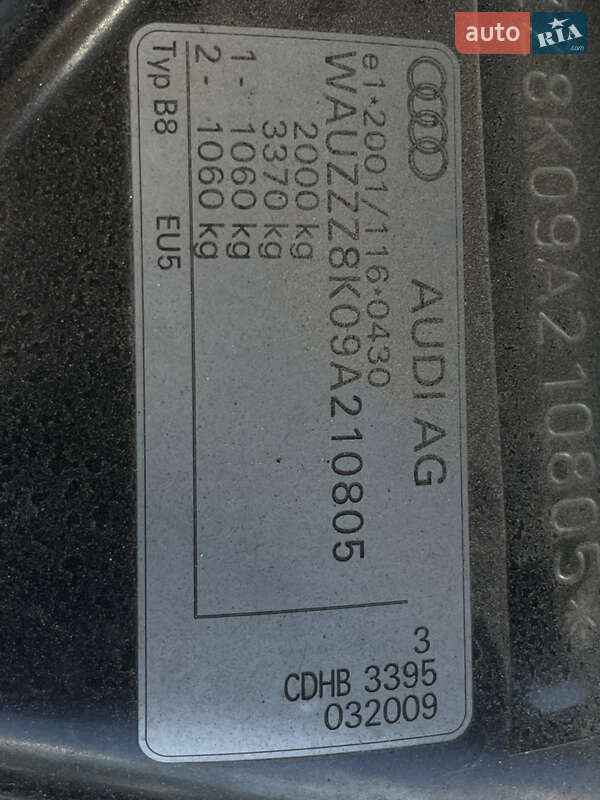 auto RIA.com
AUDI AG
e1*2001/116*0430
WAUZZZ8K09A210805
2000 kg
3370 kg
1 - 1060 kg
2 - 1060 kg
Typ B8 EU5
3
CDHB 3395
032009
8K09A210805*